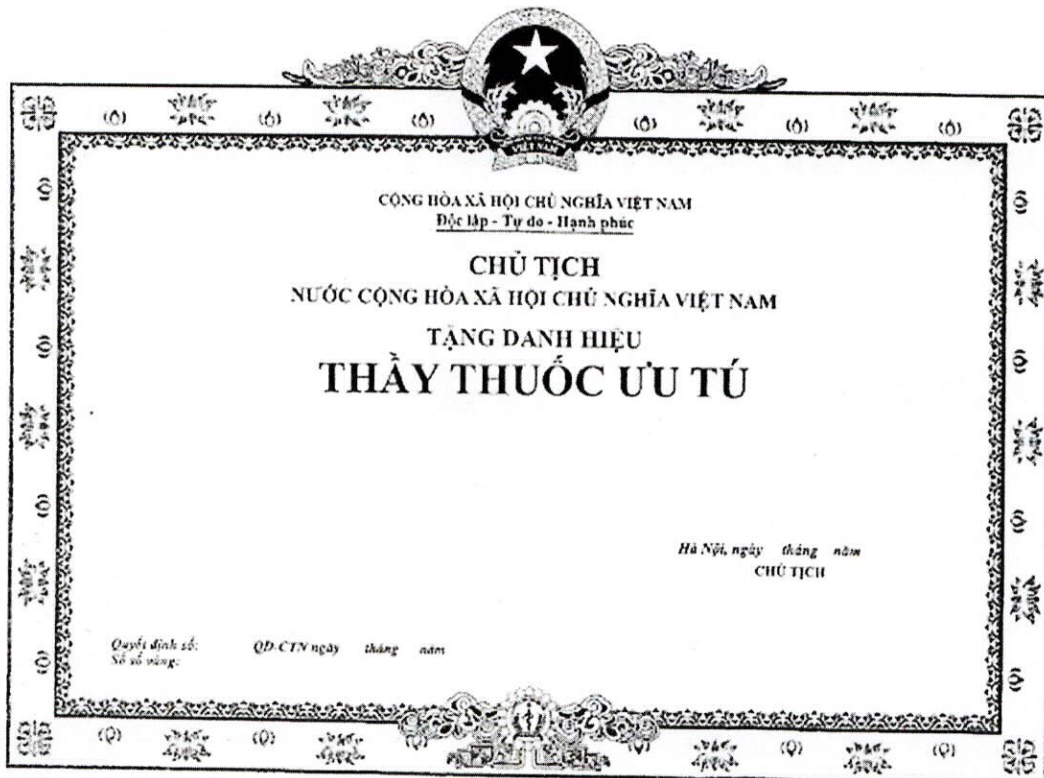 VIỆT NAM
CỘNG HÒA XÃ HỘI CHỦ NGHĨA VIỆT NAM
Độc lập - Tự do - Hạnh phúc
CHỦ TỊCH
NƯỚC CỘNG HÒA XÃ HỘI CHỦ NGHĨA VIỆT NAM
TẶNG DANH HIỆU
THẦY THUỐC ƯU TÚ
Hà Nội, ngày tháng năm
CHỦ TỊCH
Quyết định số: QĐ-CTN ngày tháng năm
Số sổ vàng: